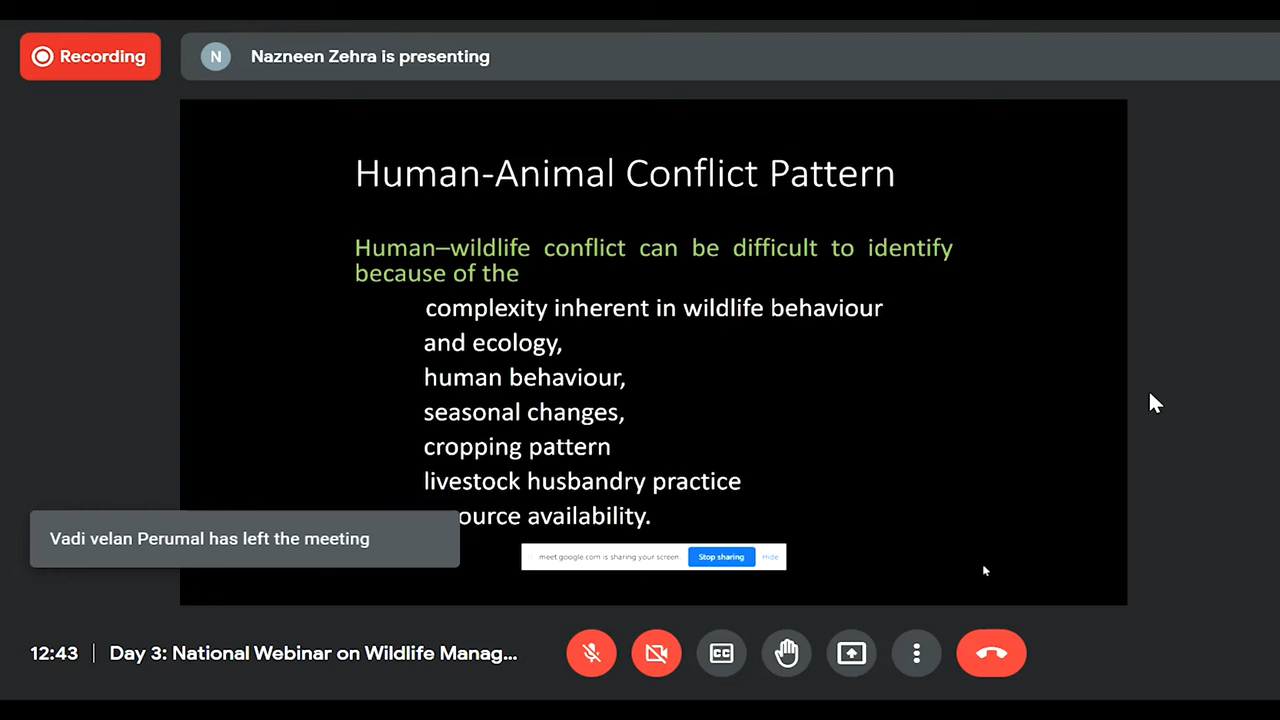 Recording
N
Nazneen Zehra is presenting
Human-Animal Conflict Pattern
Human–wildlife conflict can be difficult to identify
because of the
complexity inherent in wildlife behaviour
and ecology,
human behaviour,
seasonal changes,
cropping pattern
livestock husbandry practice
availability.
Vadi velan Perumal has left the meeting
meet.google.com is sharing your screen.
Stop sharing
Hide
12:43
Day 3: National Webinar on Wildlife Manag...
CC